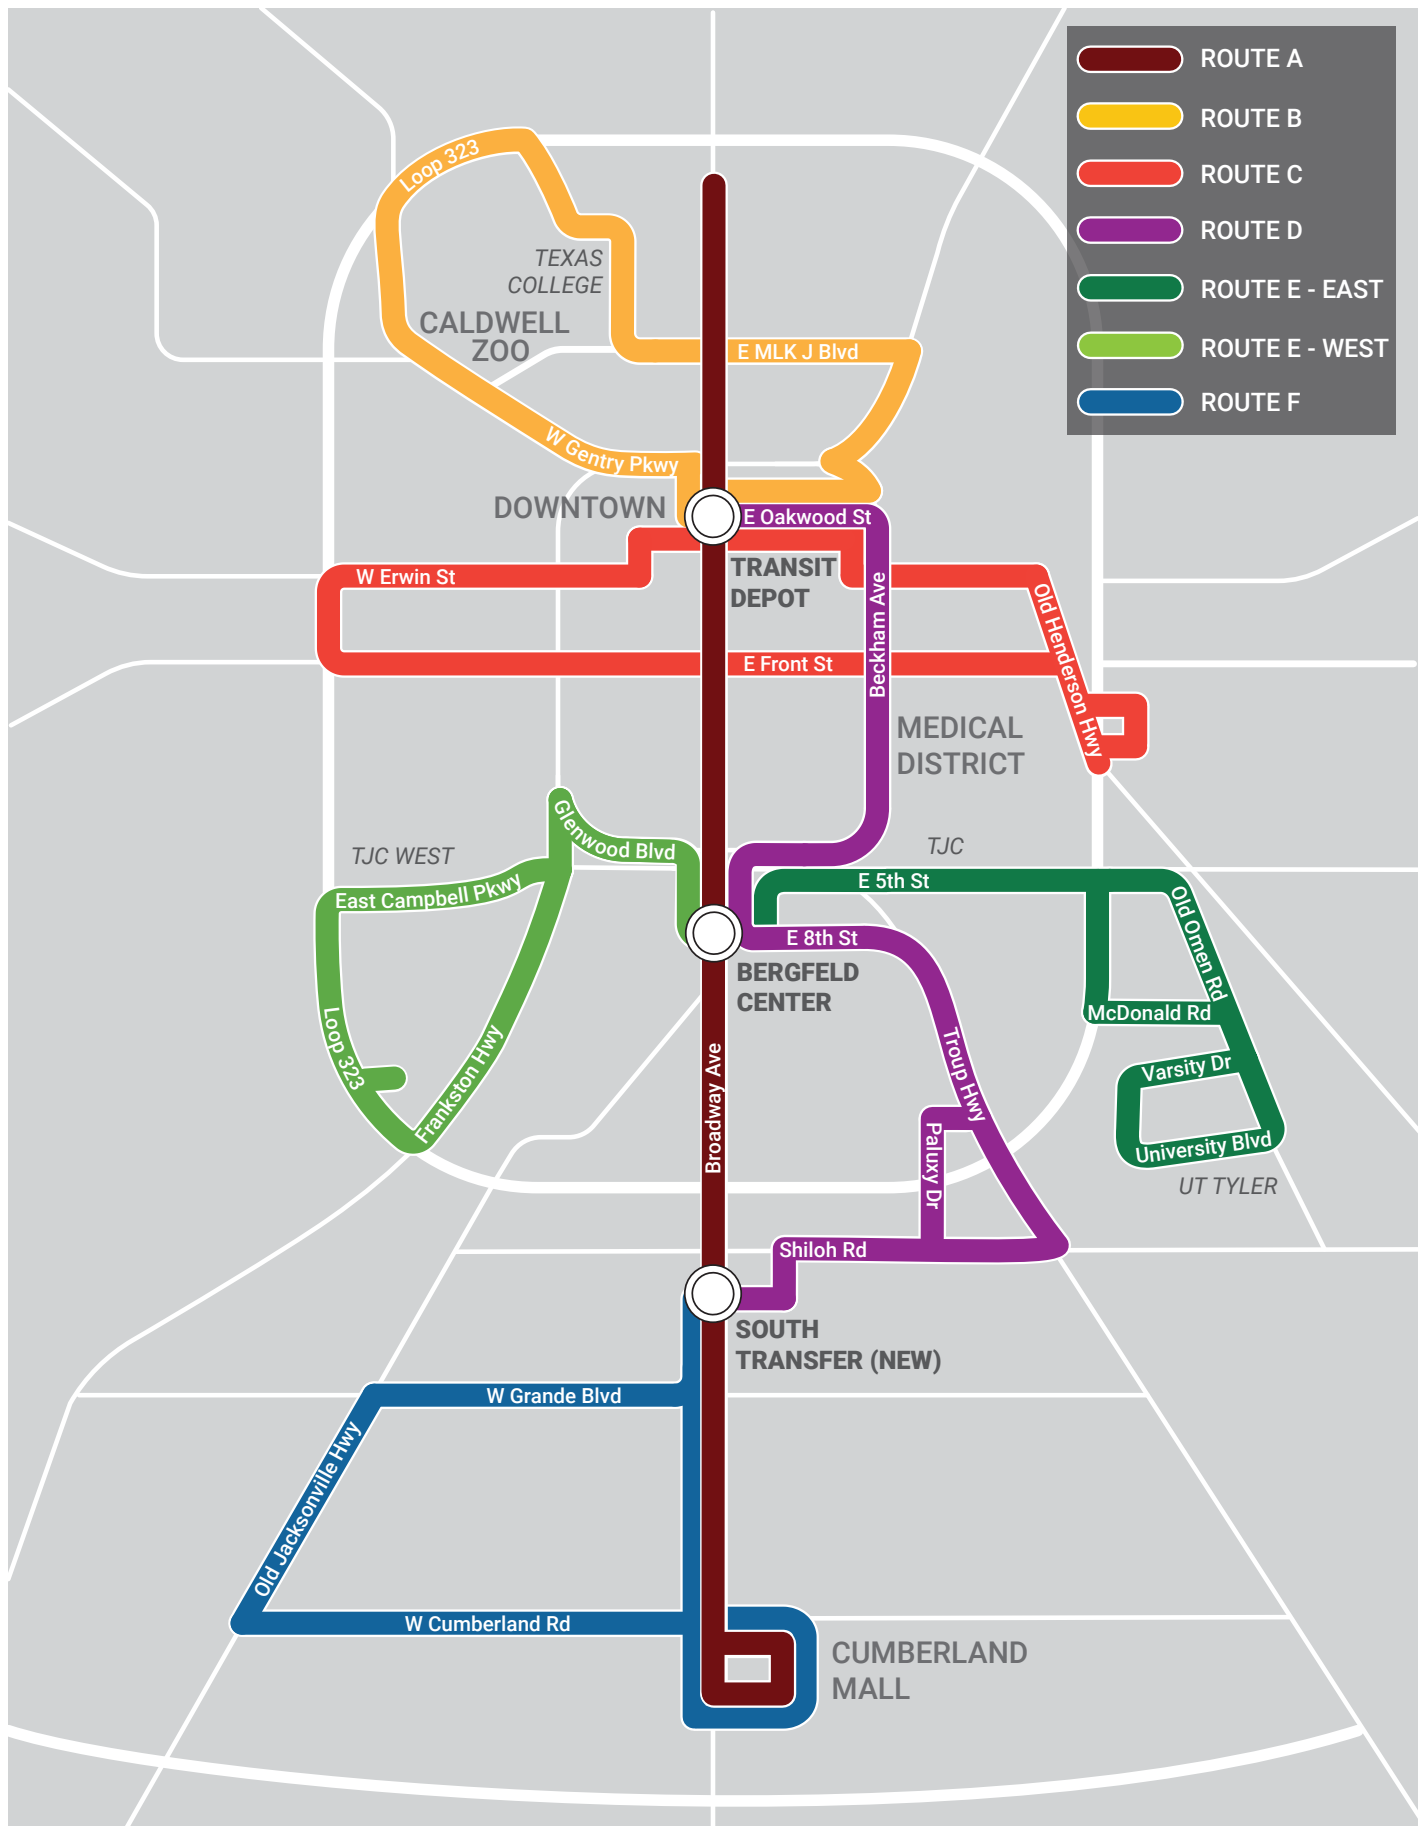 ROUTE A
ROUTE B
ROUTE C
ROUTE D
ROUTE E - EAST
ROUTE E - WEST
ROUTE F
Loop 323
TEXAS
COLLEGE
CALDWELL
ZOO
E MLK J Blvd
W Gentry Pkwy
DOWNTOWN
E Oakwood St
TRANSIT
DEPOT
W Erwin St
Beckham Ave
Old Henderson Hwy
E Front St
MEDICAL
DISTRICT
Glenwood Blvd
TJC WEST
TJC
East Campbell Pkwy
E 5th St
Old Omen Rd
E 8th St
BERGFELD
CENTER
Loop 323
Frankston Hwy
Broadway Ave
Troup Hwy
McDonald Rd
Varsity Dr
Paluxy Dr
University Blvd
UT TYLER
Shiloh Rd
SOUTH
TRANSFER (NEW)
W Grande Blvd
Old Jacksonville Hwy
W Cumberland Rd
CUMBERLAND
MALL